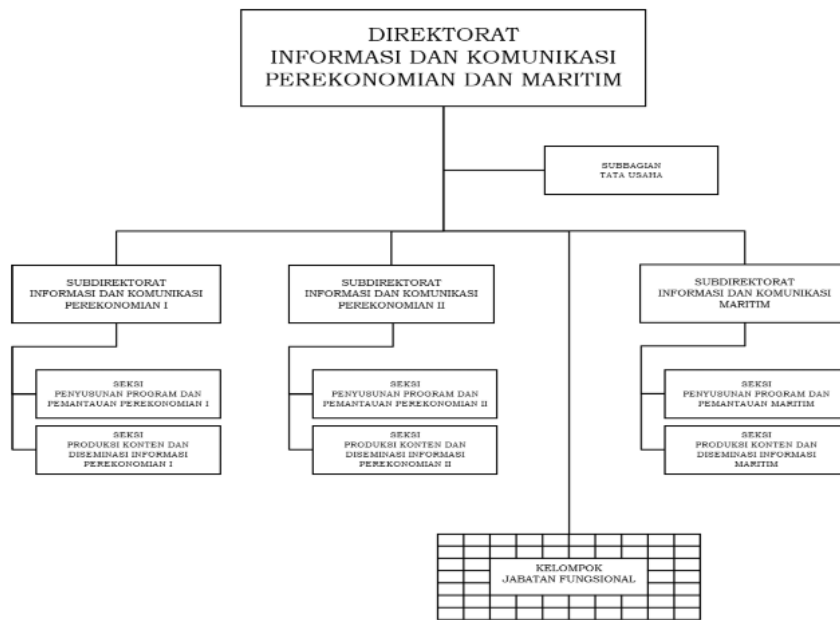 DIREKTORAT
INFORMASI DAN KOMUNIKASI
PEREKONOMIAN DAN MARITIM
SUBBAGIAN
TATA USAHA
SUBDIREKTORAT
INFORMASI DAN KOMUNIKASI
PEREKONOMIAN I
SUBDIREKTORAT
INFORMASI DAN KOMUNIKASI
PEREKONOMIAN II
SUBDIREKTORAT
INFORMASI DAN KOMUNIKASI
MARITIM
SEKSI
PENYUSUNAN PROGRAM DAN
PEMANTAUAN PEREKONOMIAN I
SEKSI
PENYUSUNAN PROGRAM DAN
PEMANTAUAN PEREKONOMIAN II
SEKSI
PENYUSUNAN PROGRAM DAN
PEMANTAUAN MARITIM
SEKSI
PRODUKSI KONTEN DAN
DISEMINASI INFORMASI
PEREKONOMIAN I
SEKSI
PRODUKSI KONTEN DAN
DISEMINASI INFORMASI
PEREKONOMIAN II
SEKSI
PRODUKSI KONTEN DAN
DISEMINASI INFORMASI
MARITIM
KELOMPOK
JABATAN FUNGSIONAL